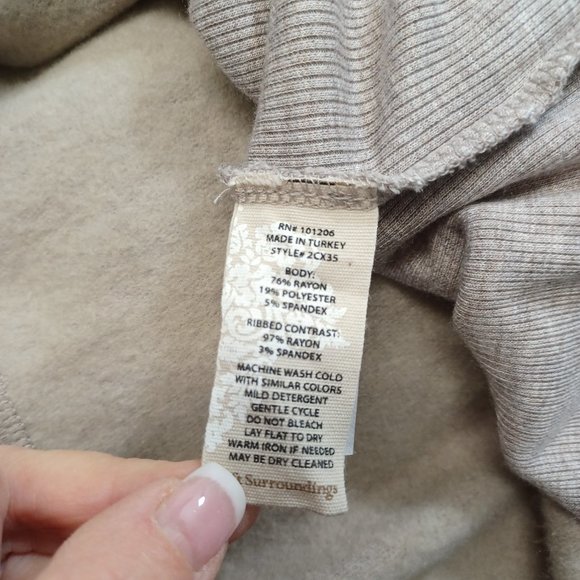 RN# 101206
MADE IN TURKEY
STYLE# 2CX35
BODY:
76% RAYON
19% POLYESTER
5% SPANDEX
RIBBED CONTRAST:
97% RAYON
3% SPANDEX
MACHINE WASH COLD
WITH SIMILAR COLORS
MILD DETERGENT
GENTLE CYCLE
DO NOT BLEACH
LAY FLAT TO DRY
WARM IRON IF NEEDED
MAY BE DRY CLEANED
Surroundings